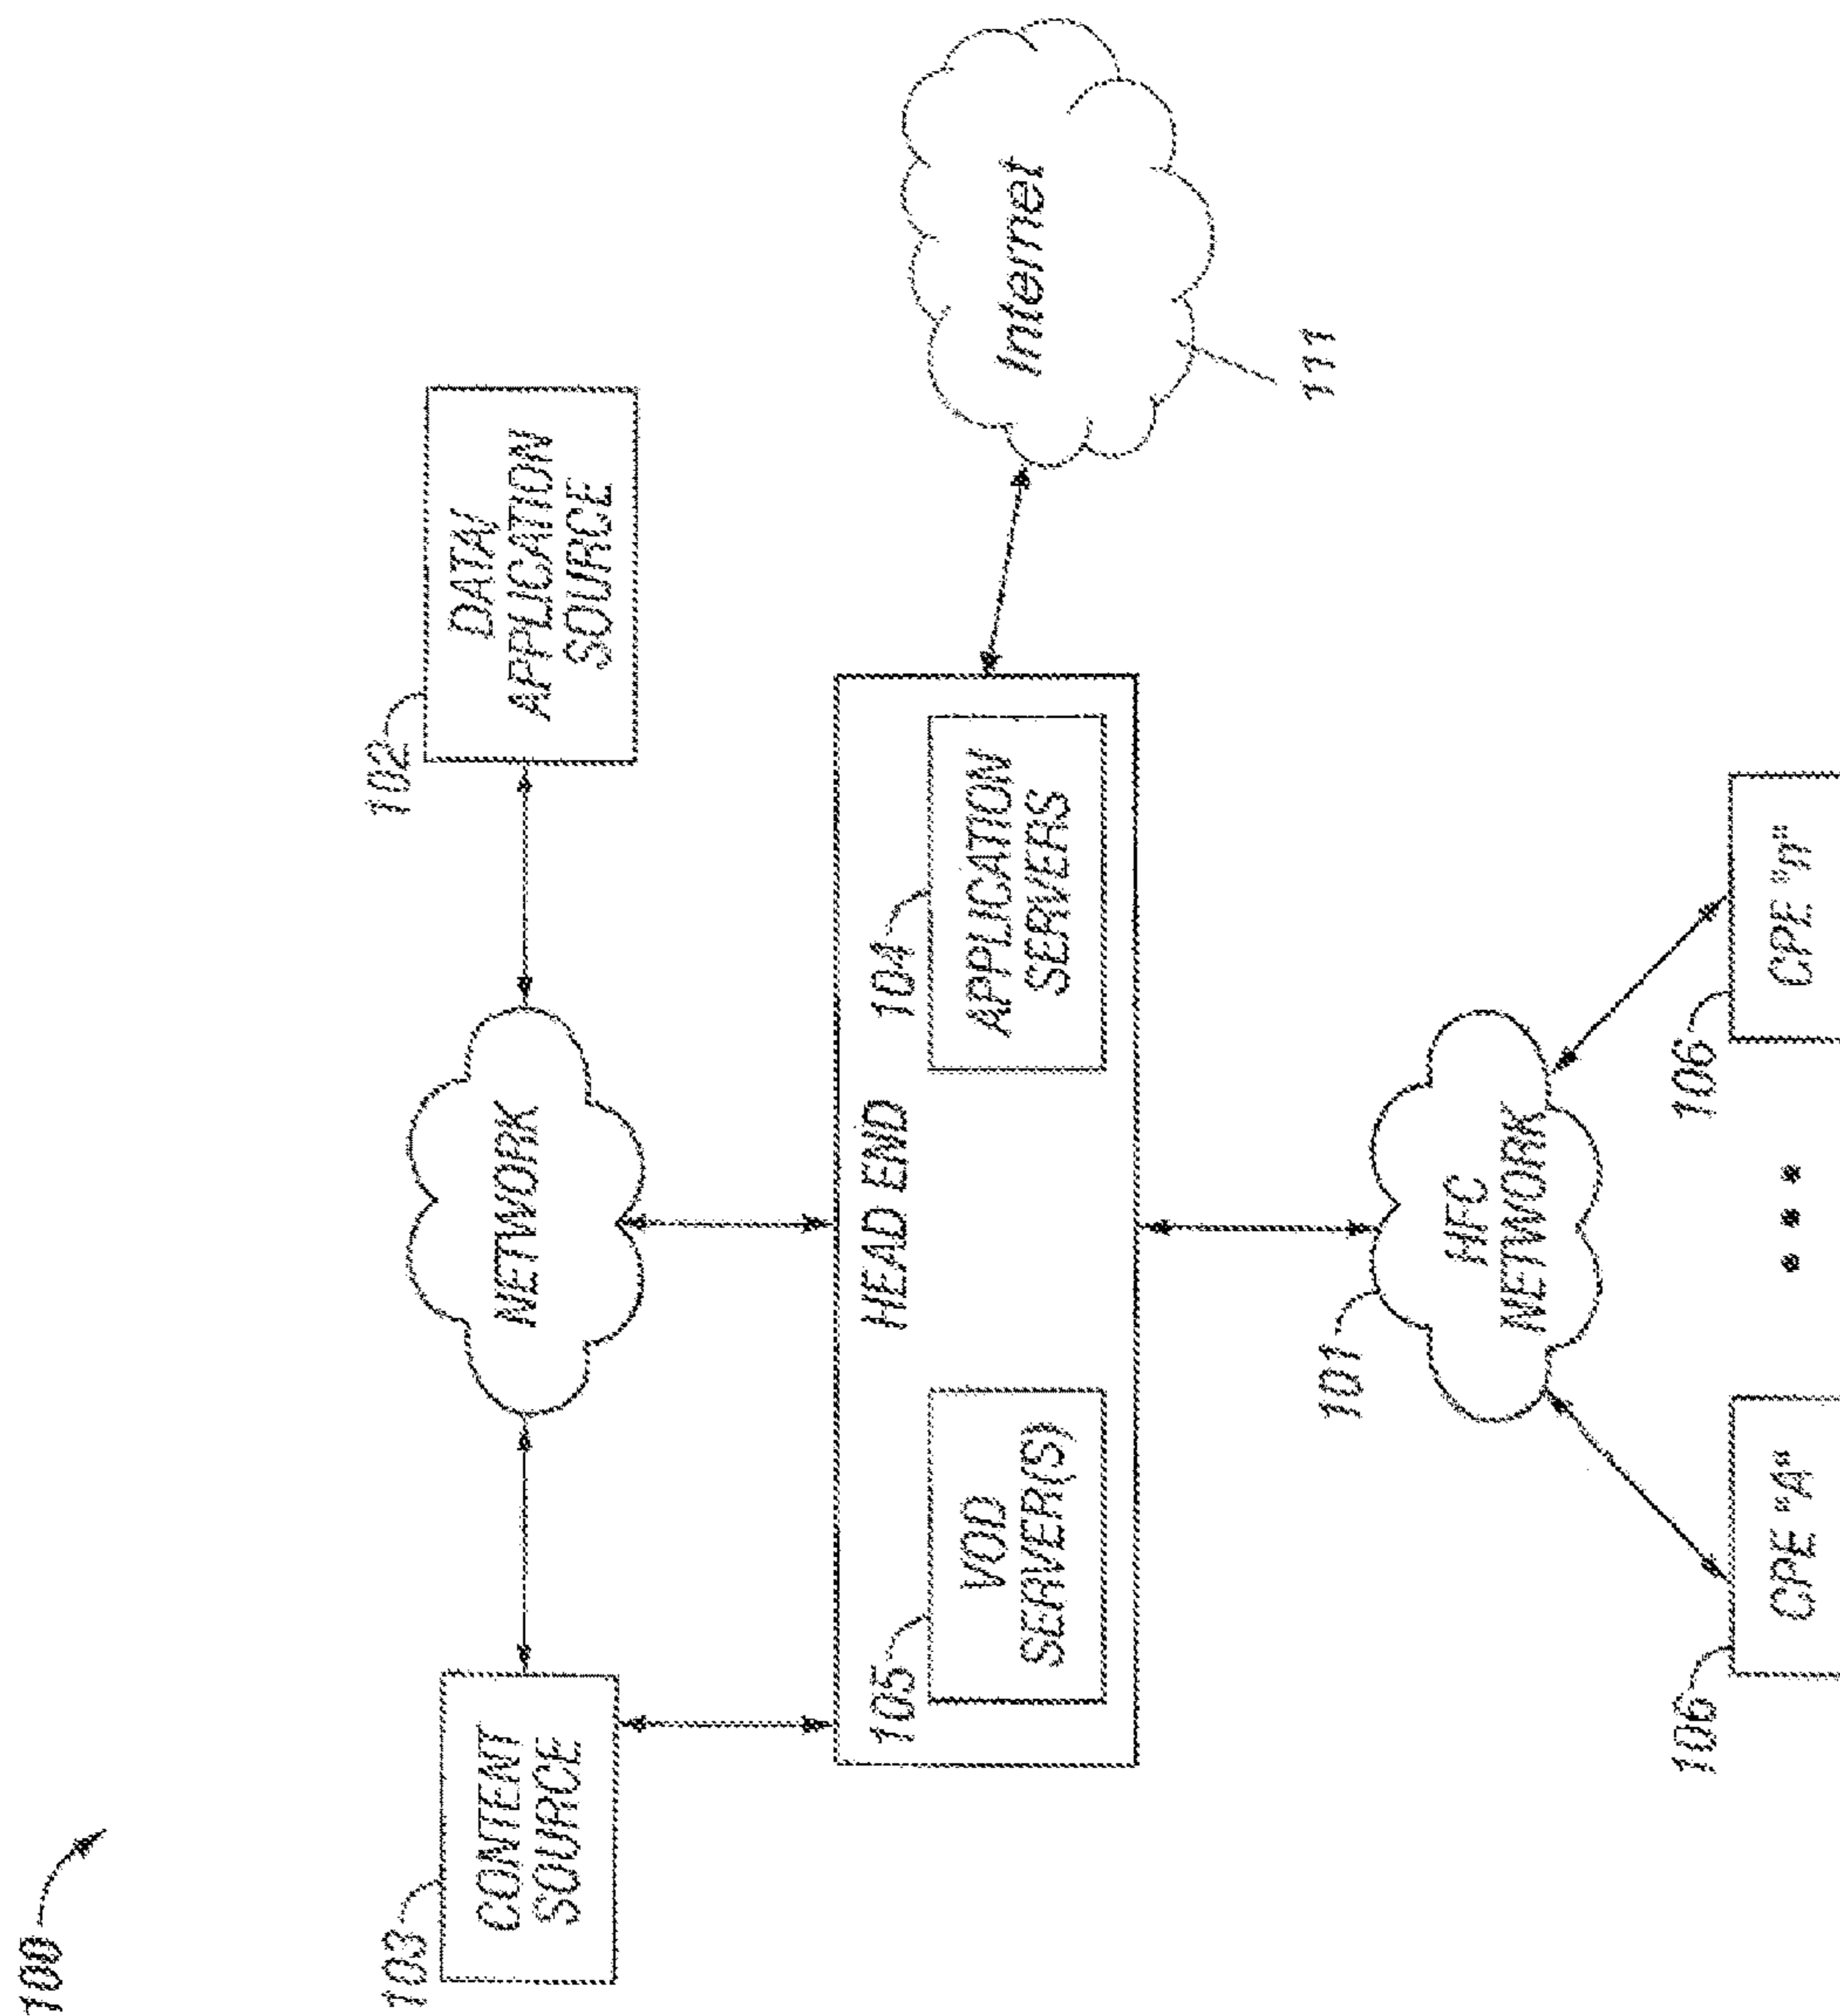 100
103
CONTENT
SOURCE
NETWORK
102
DATA/
APPLICATION
SOURCE
HEAD END
105
VOD
SERVER(S)
104
APPLICATION
SERVERS
Internet
111
101
HFC
NETWORK
106
CPE "A"
106
CPE "n"